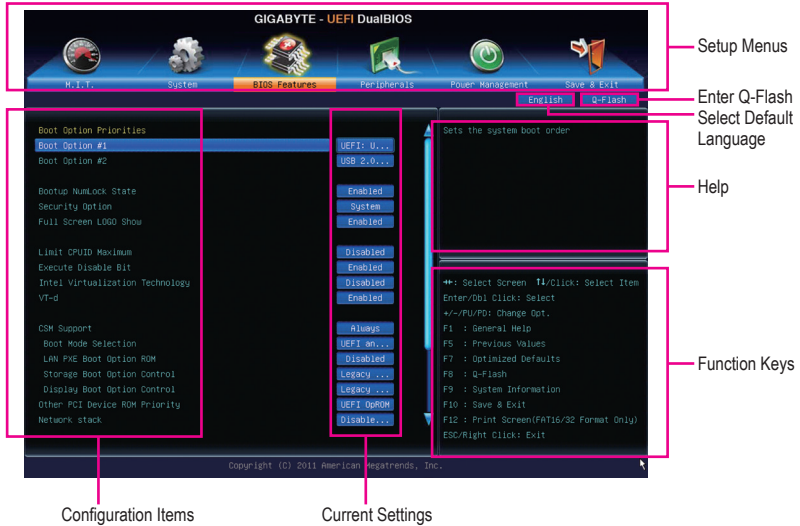 GIGABYTE - UEFI DualBIOS
M.I.T. System BIOS Features Peripherals Power Management Save & Exit
Setup Menus
English Q-Flash
Enter Q-Flash
Select Default
Language
Boot Option Priorities
Boot Option #1 UEFI: U...
Boot Option #2 USB 2.0...
Bootup NumLock State Enabled
Security Option System
Full Screen LOGO Show Enabled
Limit CPUID Maximum Disabled
Execute Disable Bit Enabled
Intel Virtualization Technology Disabled
VT-d Enabled
CSM Support Always
Boot Mode Selection UEFI an...
LAN PXE Boot Option ROM Disabled
Storage Boot Option Control Legacy ...
Display Boot Option Control Legacy ...
Other PCI Device ROM Priority UEFI OpROM
Network stack Disable...
Sets the system boot order
Help
↔: Select Screen ↑↓/Click: Select Item
Enter/Dbl Click: Select
+/-/PU/PD: Change Opt.
F1 : General Help
F5 : Previous Values
F7 : Optimized Defaults
F8 : Q-Flash
F9 : System Information
F10 : Save & Exit
F12 : Print Screen(FAT16/32 Format Only)
ESC/Right Click: Exit
Function Keys
Copyright (C) 2011 American Megatrends, Inc.
Configuration Items
Current Settings